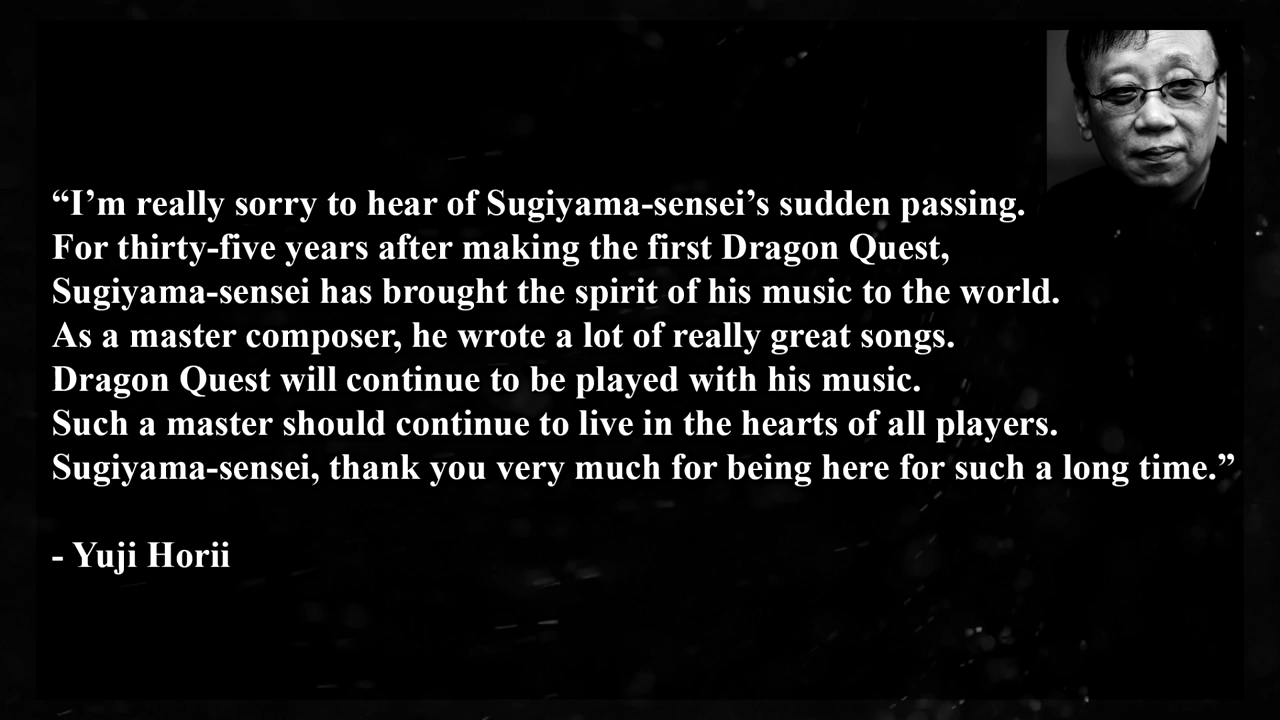 “I’m really sorry to hear of Sugiyama-sensei’s sudden passing.
For thirty-five years after making the first Dragon Quest,
Sugiyama-sensei has brought the spirit of his music to the world.
As a master composer, he wrote a lot of really great songs.
Dragon Quest will continue to be played with his music.
Such a master should continue to live in the hearts of all players.
Sugiyama-sensei, thank you very much for being here for such a long time.”
- Yuji Horii